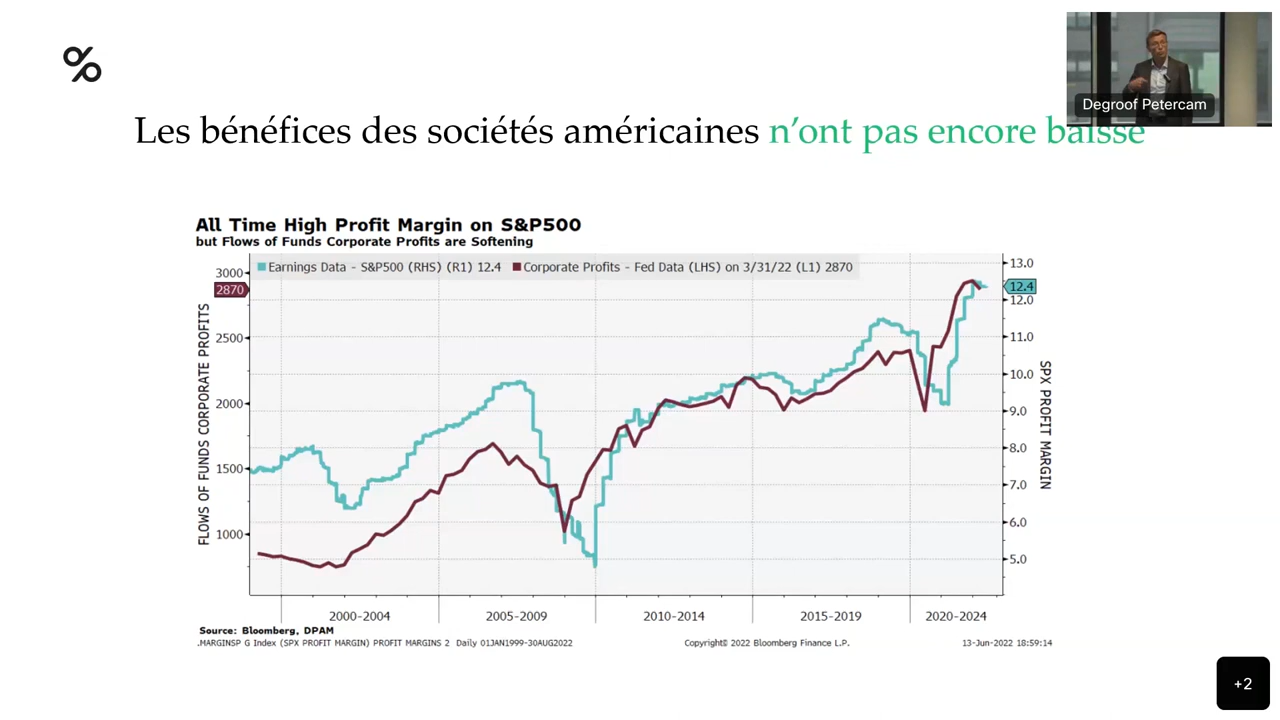 Degroof Petercam
Les bénéfices des sociétés américaines n’ont pas encore baissé
All Time High Profit Margin on S&P500
but Flows of Funds Corporate Profits are Softening
Earnings Data - S&P500 (RHS) (R1) 12.4 Corporate Profits - Fed Data (LHS) on 3/31/22 (L1) 2870
FLOWS OF FUNDS CORPORATE PROFITS
3000
2870
2500
2000
1500
1000
13.0
12.4
12.0
11.0
10.0
9.0
8.0
7.0
6.0
5.0
SPX PROFIT MARGIN
2000-2004 2005-2009 2010-2014 2015-2019 2020-2024
Source: Bloomberg, DPAM
.MARGINSP G Index (SPX PROFIT MARGIN) PROFIT MARGINS 2 Daily 01JAN1999-30AUG2022 Copyright© 2022 Bloomberg Finance L.P. 13-Jun-2022 18:59:14
+2